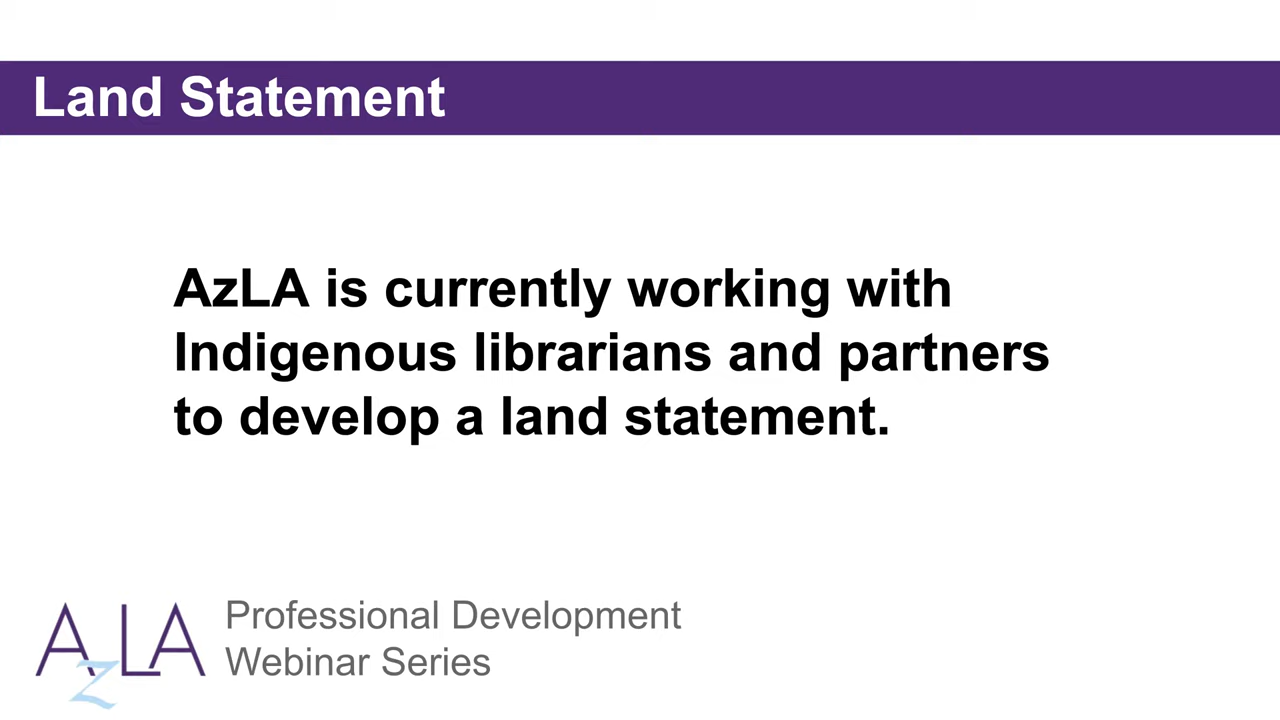 Land Statement
AzLA is currently working with
Indigenous librarians and partners
to develop a land statement.
AzLA
Professional Development
Webinar Series